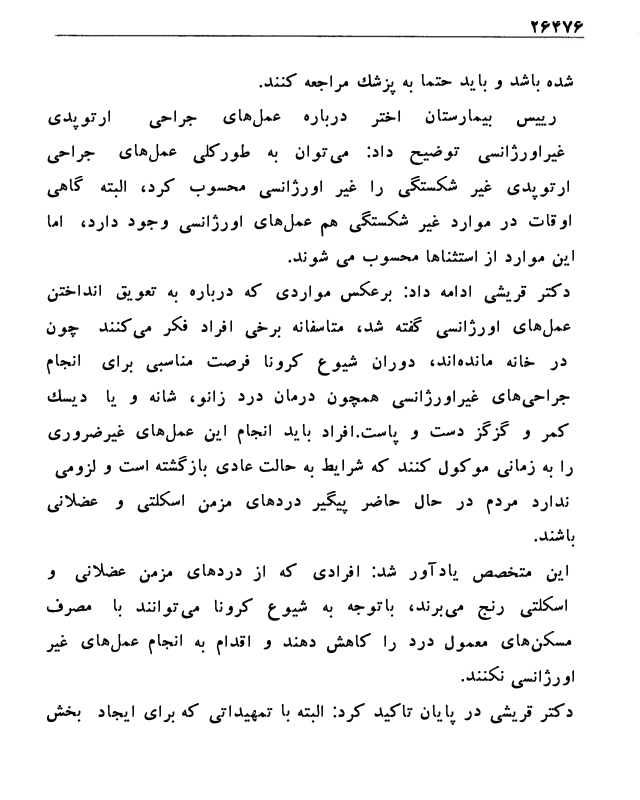 ۲۶۴۷۶
شده باشد و باید حتما به پزشك مراجعه کنند.
رییس بیمارستان اختر درباره عمل‌های جراحی ارتوپدی
غیراورژانسی توضیح داد: می‌توان به طورکلی عمل‌های جراحی
ارتوپدی غیر شکستگی را غیر اورژانسی محسوب کرد، البته گاهی
اوقات در موارد غیر شکستگی هم عمل‌های اورژانسی وجود دارد، اما
این موارد از استثناها محسوب می شوند.
دکتر قریشی ادامه داد: برعکس مواردی که درباره به تعویق انداختن
عمل‌های اورژانسی گفته شد، متاسفانه برخی افراد فکر می‌کنند چون
در خانه مانده‌اند، دوران شیوع کرونا فرصت مناسبی برای انجام
جراحی‌های غیراورژانسی همچون درمان درد زانو، شانه و یا دیسك
کمر و گزگز دست و پاست.افراد باید انجام این عمل‌های غیرضروری
را به زمانی موکول کنند که شرایط به حالت عادی بازگشته است و لزومی
ندارد مردم در حال حاضر پیگیر دردهای مزمن اسکلتی و عضلانی
باشند.
این متخصص یادآور شد: افرادی که از دردهای مزمن عضلانی و
اسکلتی رنج می‌برند، باتوجه به شیوع کرونا می‌توانند با مصرف
مسکن‌های معمول درد را کاهش دهند و اقدام به انجام عمل‌های غیر
اورژانسی نکنند.
دکتر قریشی در پایان تاکید کرد: البته با تمهیداتی که برای ایجاد بخش